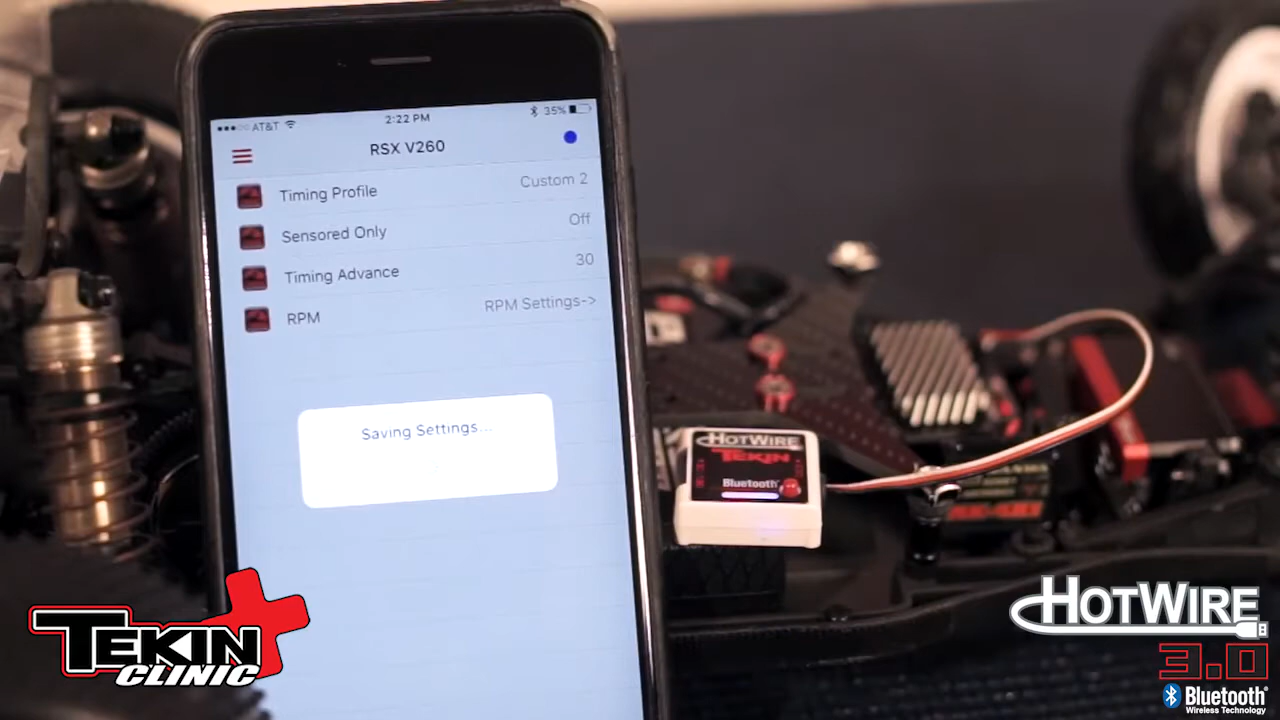 AT&T
2:22 PM
35%
RSX V260
Timing Profile
Custom 2
Sensored Only
Off
Timing Advance
30
RPM
RPM Settings->
Saving Settings...
HOTWIRE
TEKIN
Bluetooth
TEKIN
CLINIC
HOTWIRE
3.0
Bluetooth®
Wireless Technology